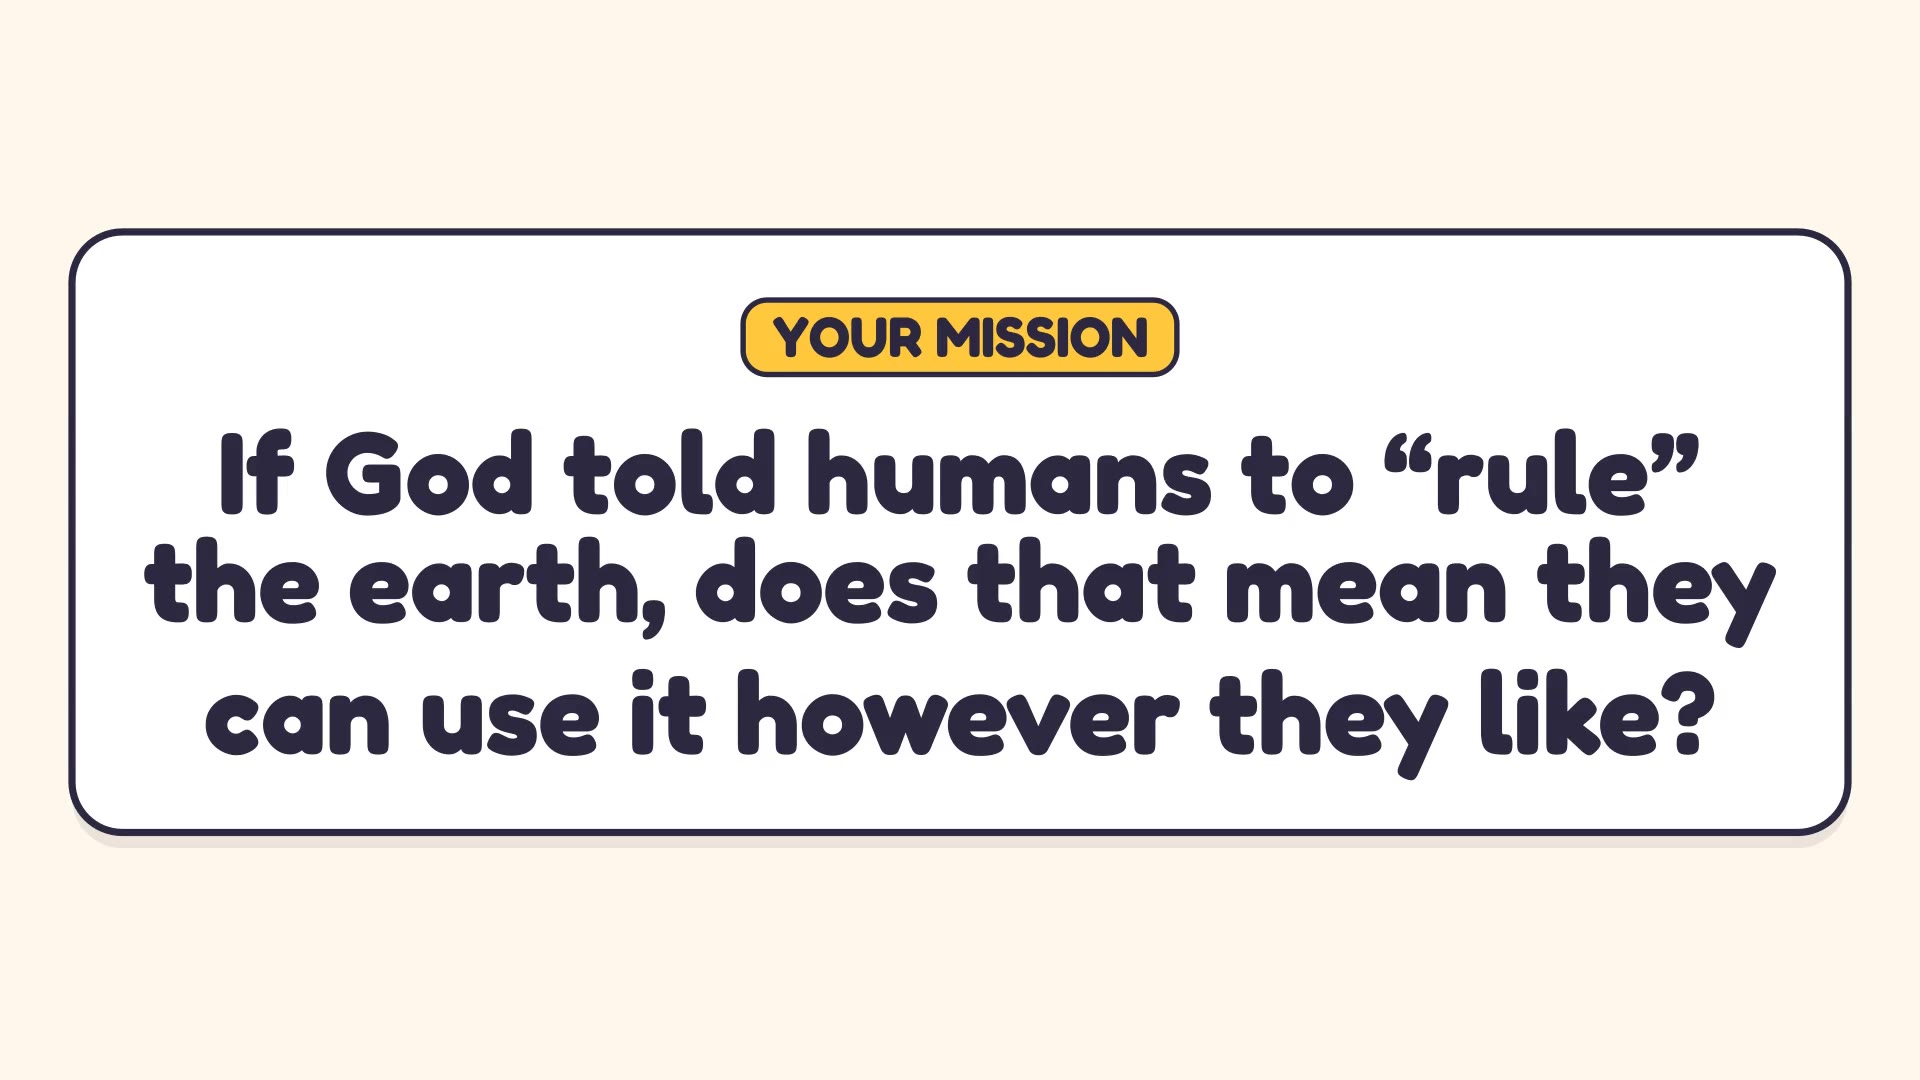 YOUR MISSION
If God told humans to “rule”
the earth, does that mean they
can use it however they like?